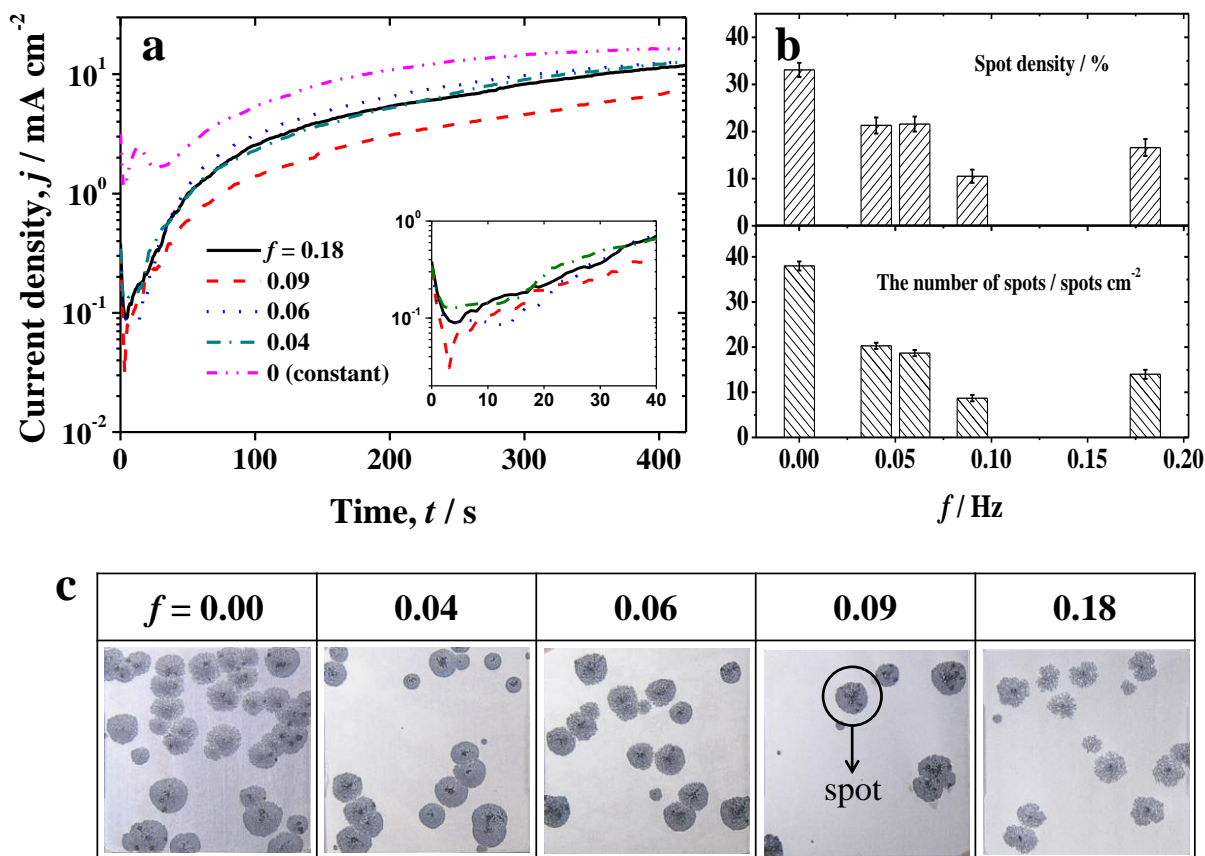 a
Current density, j / mA cm⁻²
10¹
10⁰
10⁻¹
10⁻²
0 100 200 300 400
Time, t / s
f = 0.18
0.09
0.06
0.04
0 (constant)
10⁰
10⁻¹
0 10 20 30 40
b
Spot density / %
40
30
20
10
0
The number of spots / spots cm⁻²
40
30
20
10
0
0.00 0.05 0.10 0.15 0.20
f / Hz
c
f = 0.00 0.04 0.06 0.09 0.18
spot